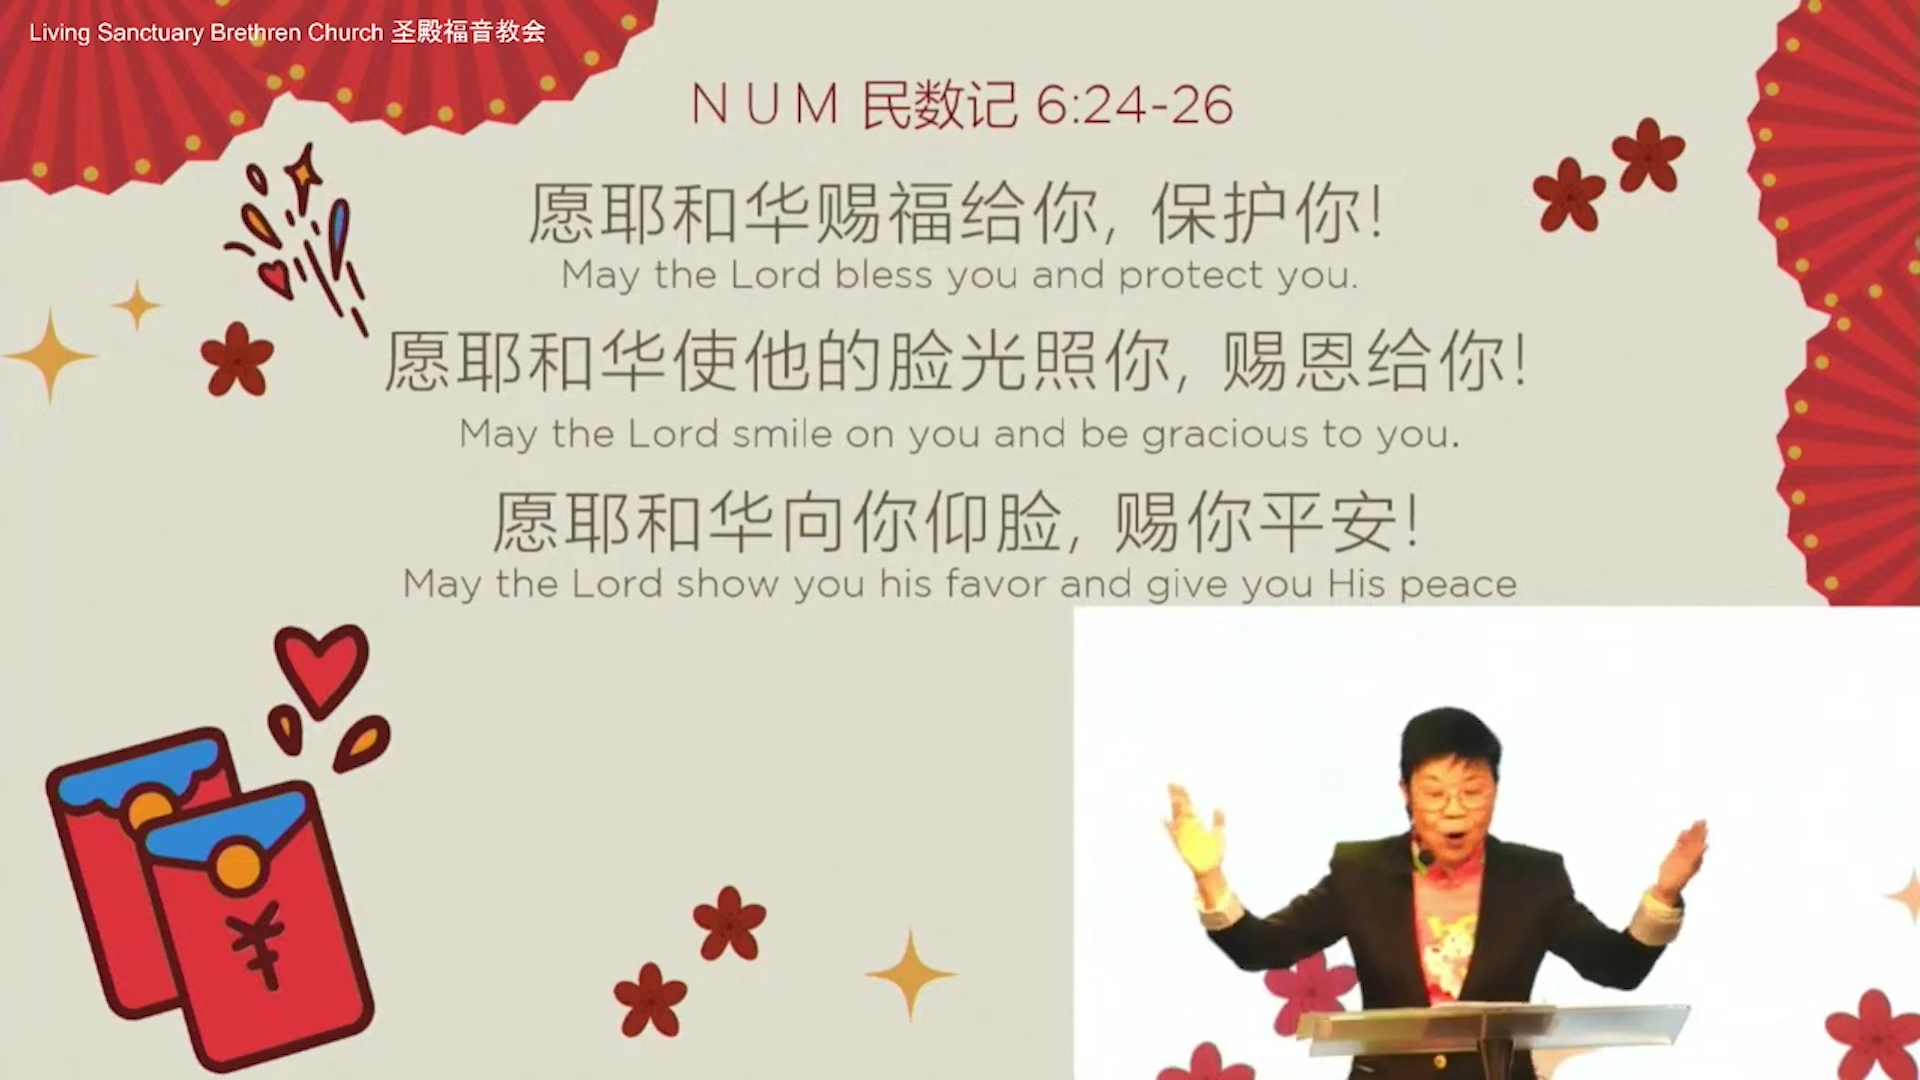 Living Sanctuary Brethren Church 圣殿福音教会
NUM 民数记 6:24-26
愿耶和华赐福给你, 保护你!
May the Lord bless you and protect you.
愿耶和华使他的脸光照你, 赐恩给你!
May the Lord smile on you and be gracious to you.
愿耶和华向你仰脸, 赐你平安!
May the Lord show you his favor and give you His peace